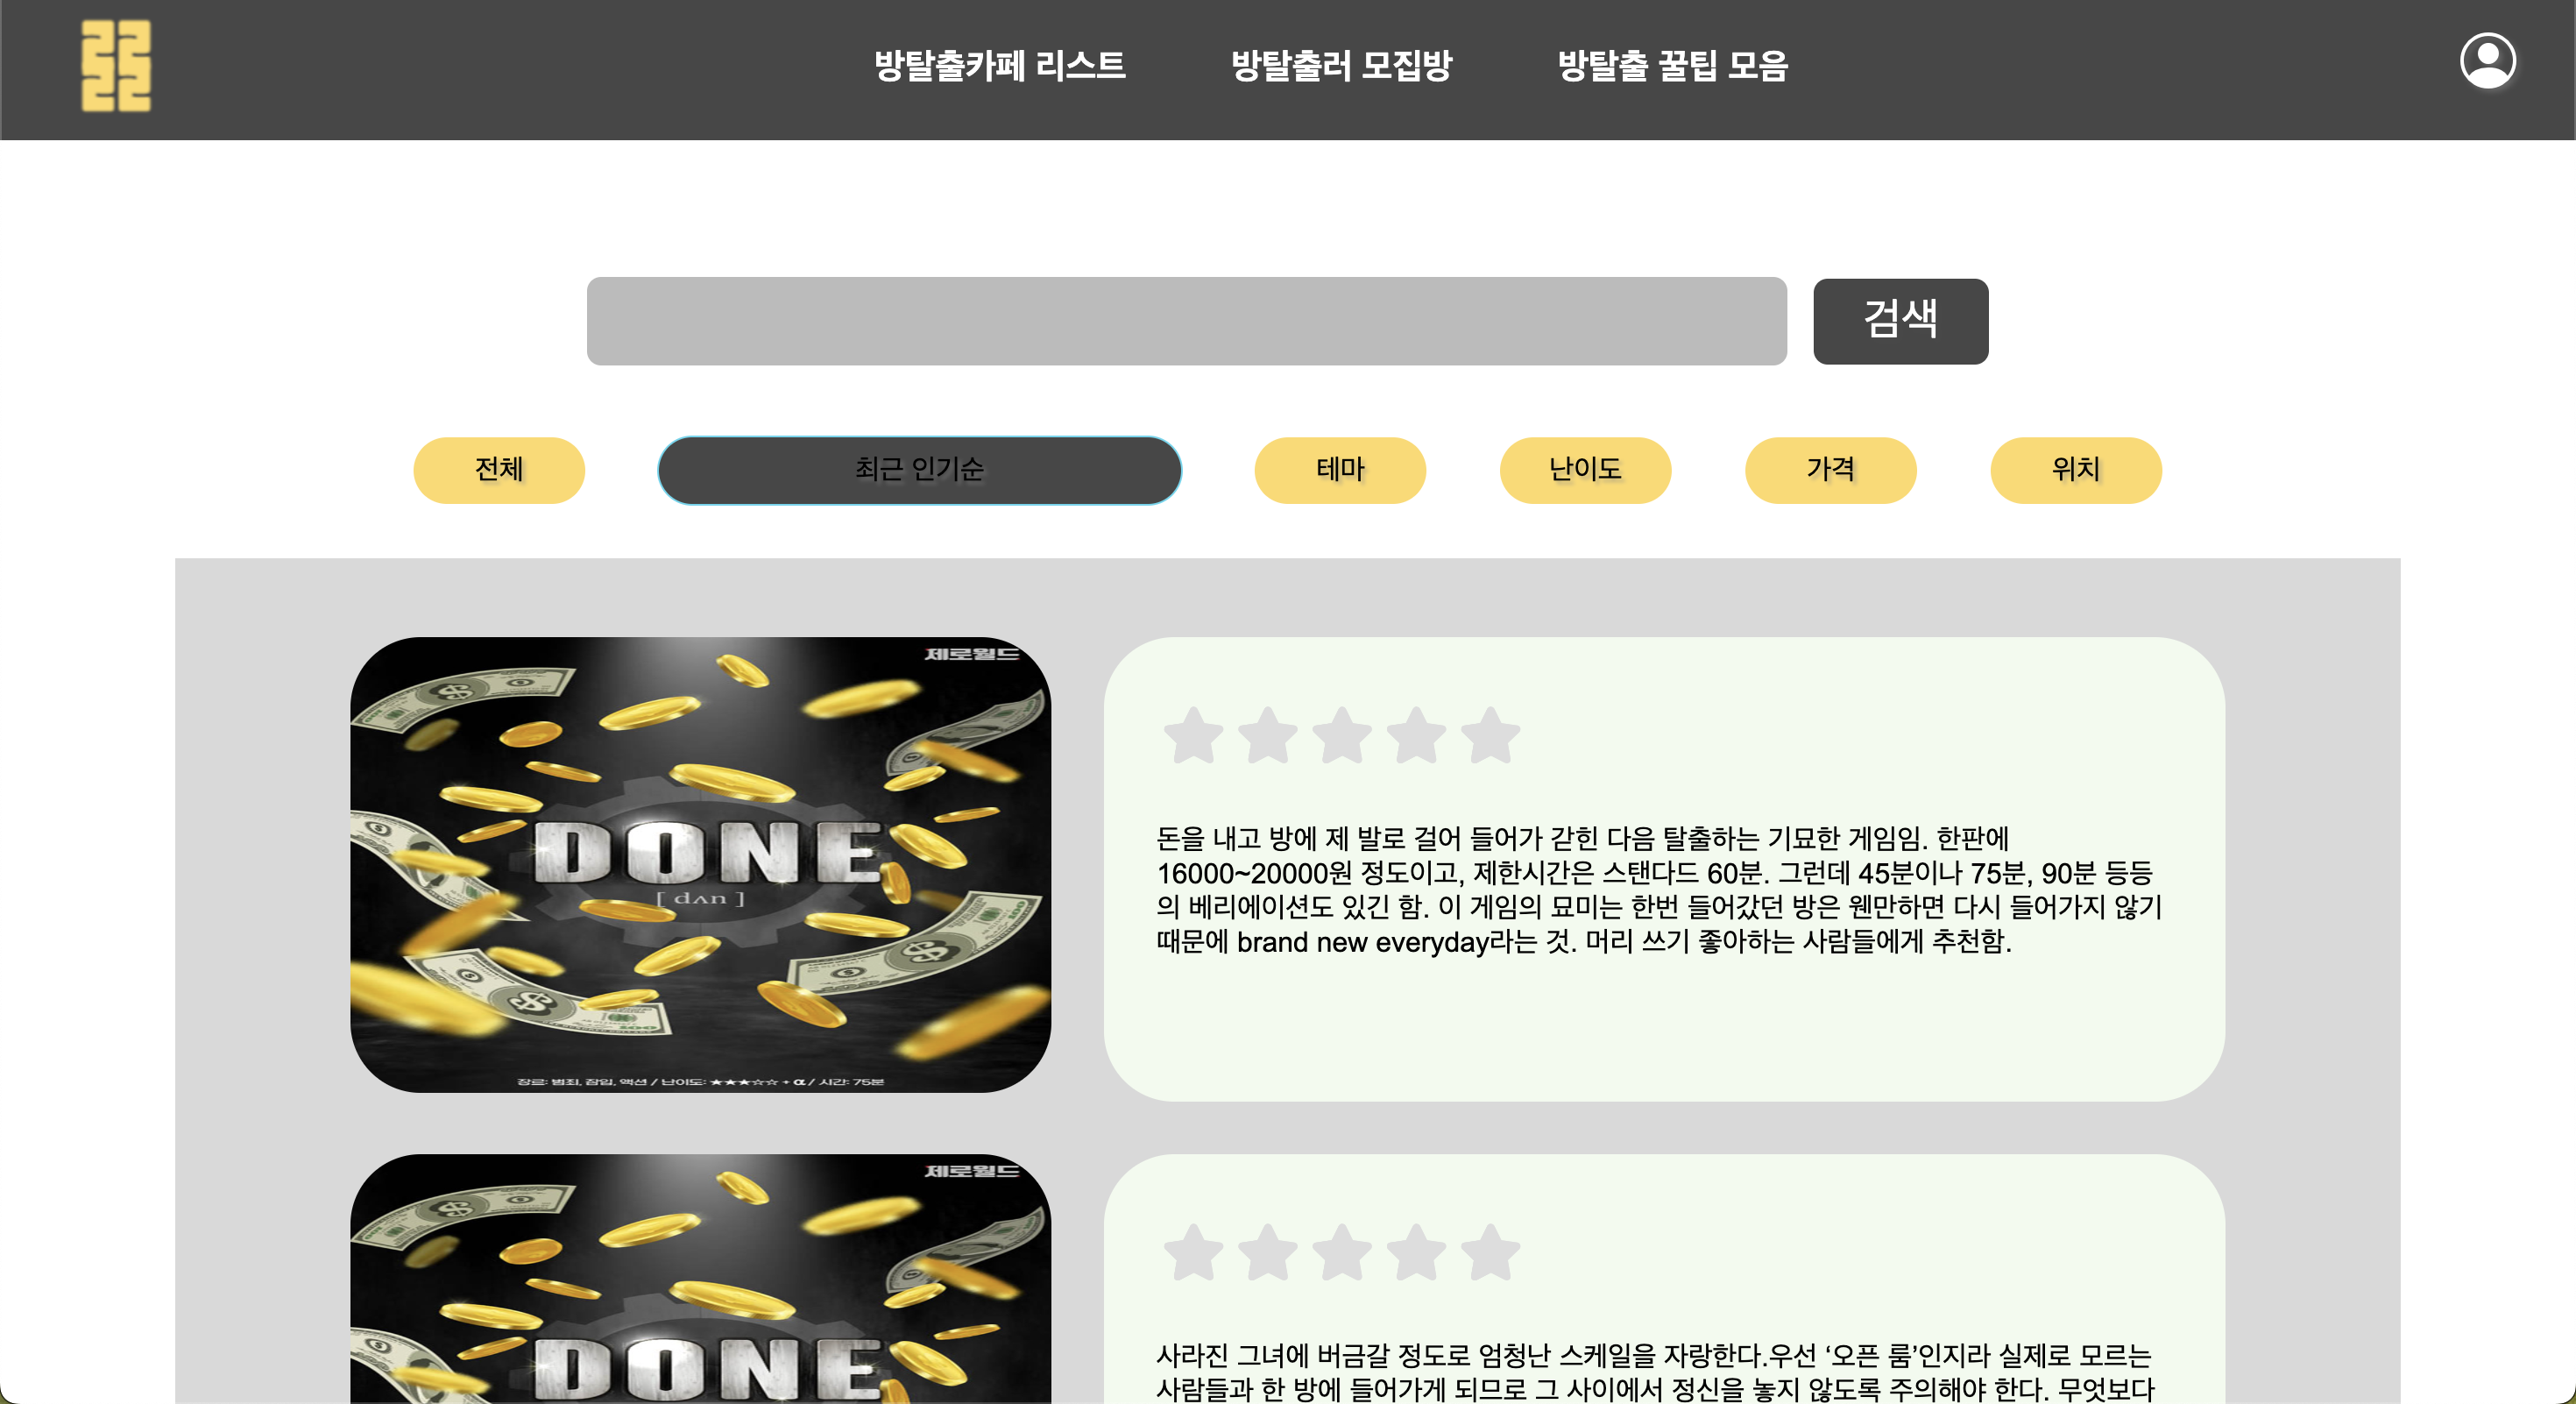 방탈출카페 리스트
방탈출러 모집방
방탈출 꿀팁 모음
검색
전체
최근 인기순
테마
난이도
가격
위치
제로월드
DONE
[ dʌn ]
장르: 범죄, 잠입, 액션 / 난이도: ★★★☆☆ + α / 시간: 75분
돈을 내고 방에 제 발로 걸어 들어가 갇힌 다음 탈출하는 기묘한 게임임. 한판에
16000~20000원 정도이고, 제한시간은 스탠다드 60분. 그런데 45분이나 75분, 90분 등등
의 베리에이션도 있긴 함. 이 게임의 묘미는 한번 들어갔던 방은 웬만하면 다시 들어가지 않기
때문에 brand new everyday라는 것. 머리 쓰기 좋아하는 사람들에게 추천함.
제로월드
DONE
사라진 그녀에 버금갈 정도로 엄청난 스케일을 자랑한다.우선 ‘오픈 룸’인지라 실제로 모르는
사람들과 한 방에 들어가게 되므로 그 사이에서 정신을 놓지 않도록 주의해야 한다. 무엇보다